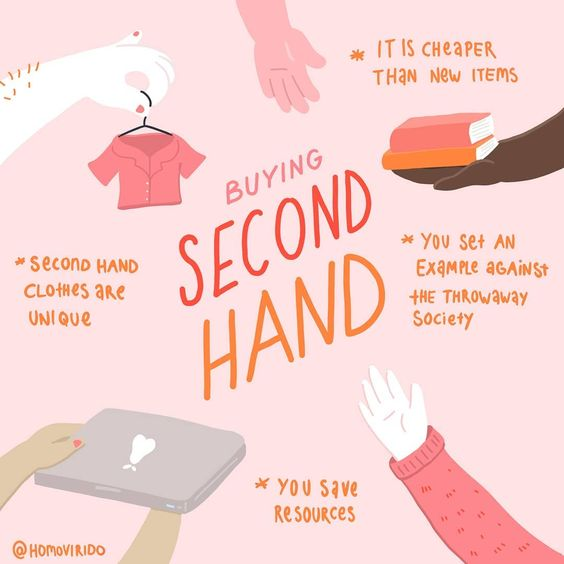 BUYING
SECOND
HAND
* IT IS CHEAPER
THAN NEW ITEMS
* SECOND HAND
CLOTHES ARE
UNIQUE
* YOU SET AN
EXAMPLE AGAINST
THE THROWAWAY
SOCIETY
* YOU SAVE
RESOURCES
@HOMOVIRIDO